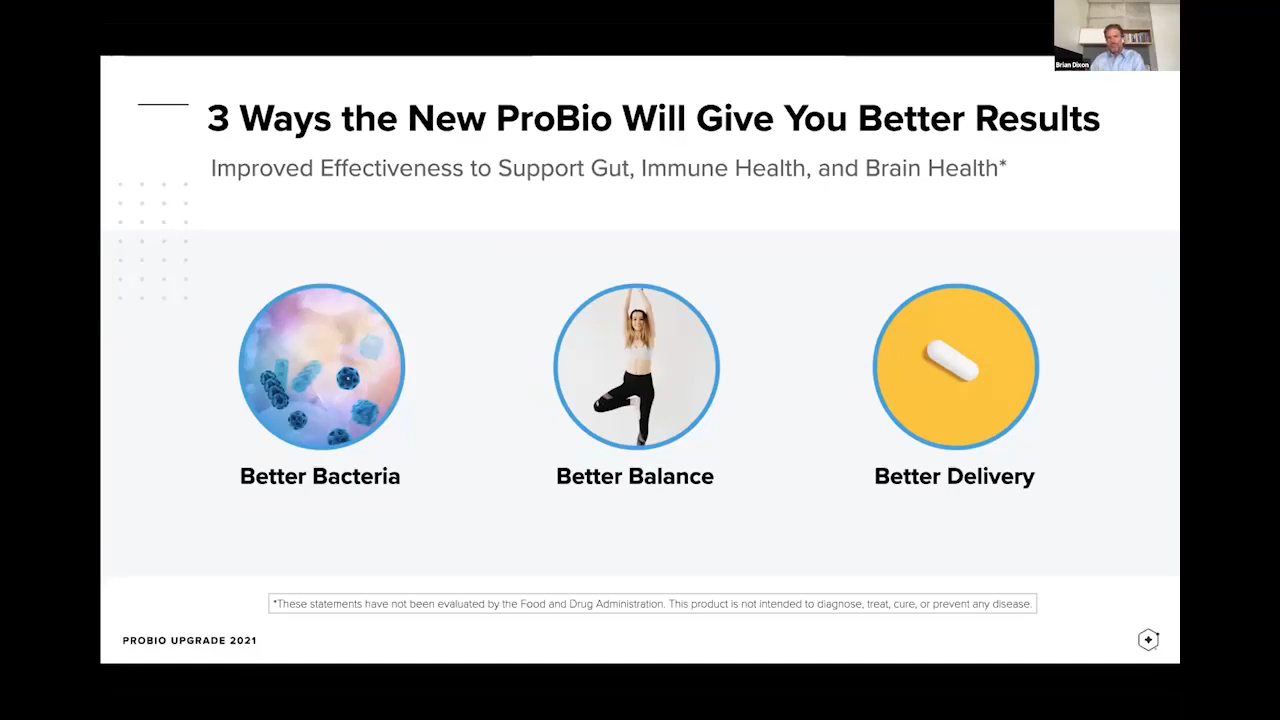 Brian Dixon
3 Ways the New ProBio Will Give You Better Results
Improved Effectiveness to Support Gut, Immune Health, and Brain Health*
Better Bacteria
Better Balance
Better Delivery
*These statements have not been evaluated by the Food and Drug Administration. This product is not intended to diagnose, treat, cure, or prevent any disease.
PROBIO UPGRADE 2021